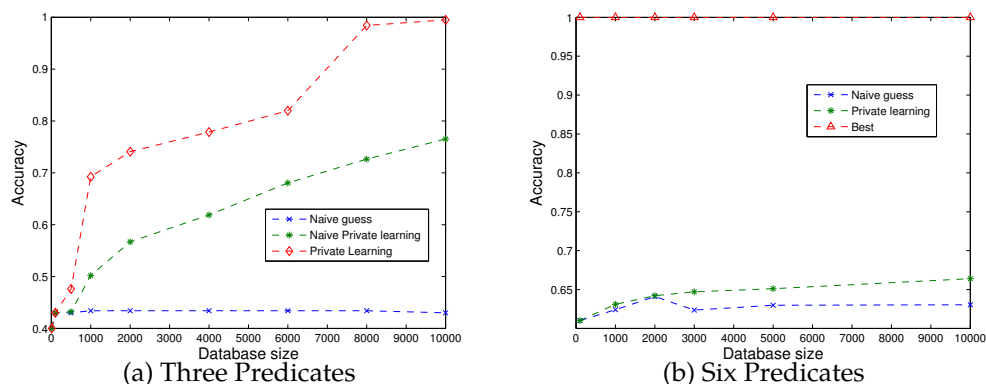 1
0.9
0.8
0.7
0.6
0.5
0.4
Accuracy
0 1000 2000 3000 4000 5000 6000 7000 8000 9000 10000
Database size
Naive guess
Naive Private learning
Private Learning
(a) Three Predicates
1
0.95
0.9
0.85
0.8
0.75
0.7
0.65
Accuracy
0 1000 2000 3000 4000 5000 6000 7000 8000 9000 10000
Database size
Naive guess
Private learning
Best
(b) Six Predicates